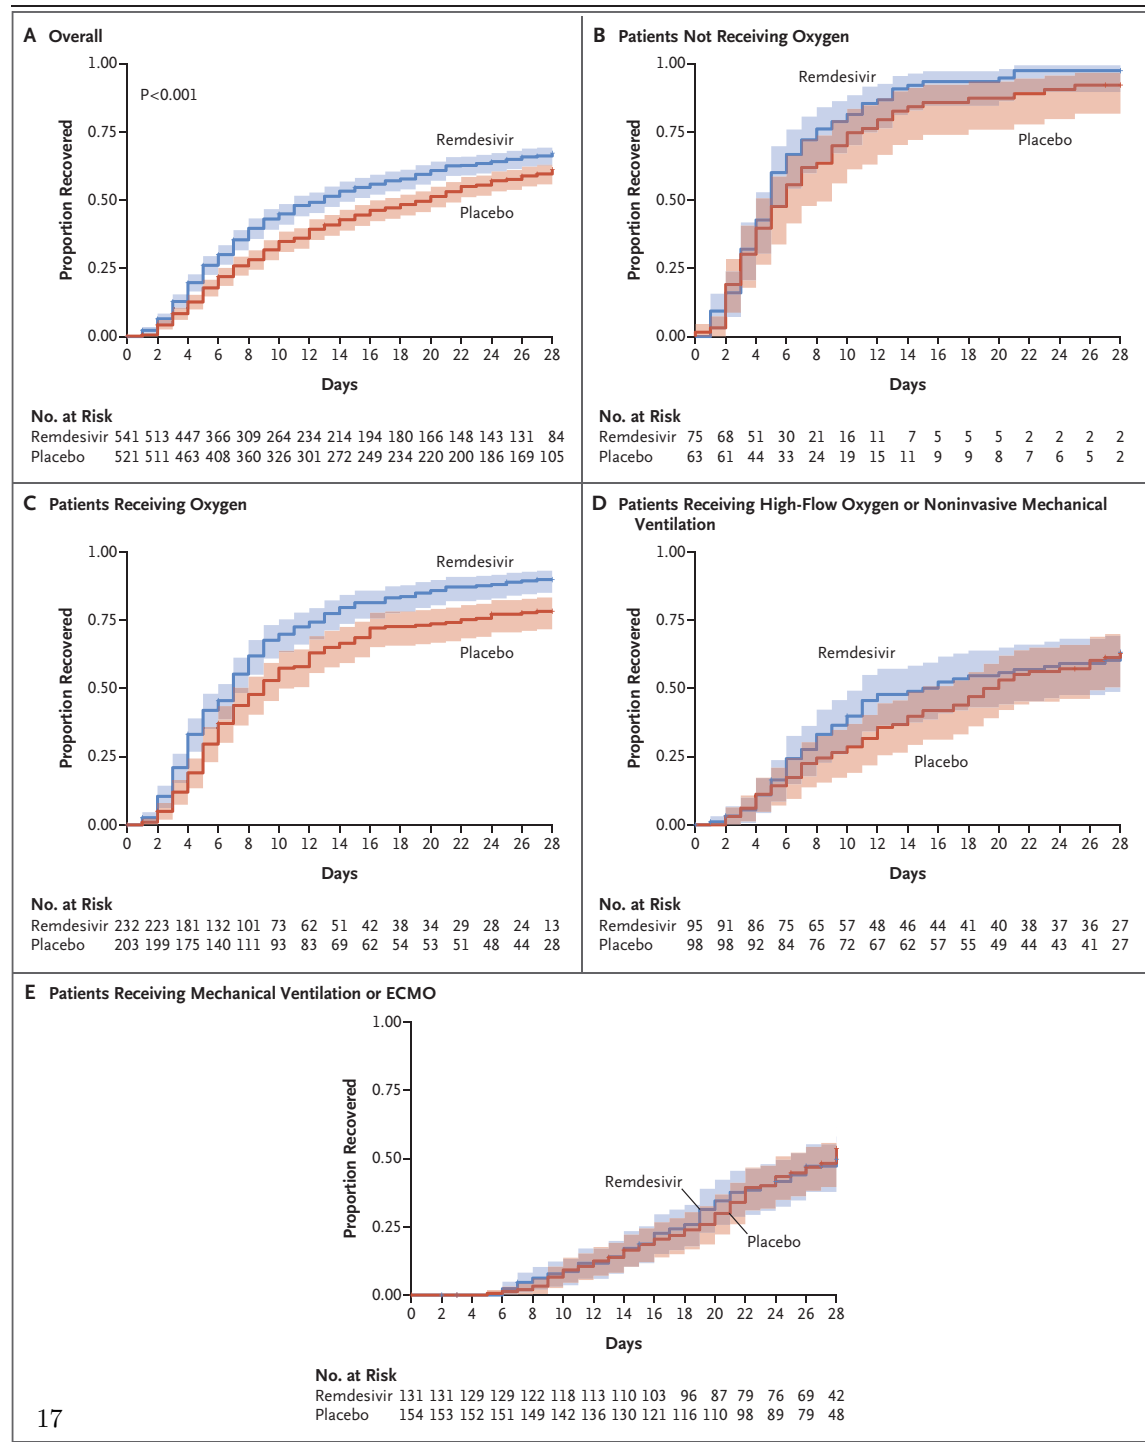 A Overall
1.00
P<0.001
0.75
Remdesivir
0.50
Placebo
0.25
0.00
Proportion Recovered
0 2 4 6 8 10 12 14 16 18 20 22 24 26 28
Days
No. at Risk
Remdesivir 541 513 447 366 309 264 234 214 194 180 166 148 143 131 84
Placebo 521 511 463 408 360 326 301 272 249 234 220 200 186 169 105
B Patients Not Receiving Oxygen
1.00
Remdesivir
0.75
Placebo
0.50
0.25
0.00
Proportion Recovered
0 2 4 6 8 10 12 14 16 18 20 22 24 26 28
Days
No. at Risk
Remdesivir 75 68 51 30 21 16 11 7 5 5 5 2 2 2 2
Placebo 63 61 44 33 24 19 15 11 9 9 8 7 6 5 2
C Patients Receiving Oxygen
1.00
Remdesivir
0.75
Placebo
0.50
0.25
0.00
Proportion Recovered
0 2 4 6 8 10 12 14 16 18 20 22 24 26 28
Days
No. at Risk
Remdesivir 232 223 181 132 101 73 62 51 42 38 34 29 28 24 13
Placebo 203 199 175 140 111 93 83 69 62 54 53 51 48 44 28
D Patients Receiving High-Flow Oxygen or Noninvasive Mechanical
Ventilation
1.00
0.75
Remdesivir
0.50
0.25
Placebo
0.00
Proportion Recovered
0 2 4 6 8 10 12 14 16 18 20 22 24 26 28
Days
No. at Risk
Remdesivir 95 91 86 75 65 57 48 46 44 41 40 38 37 36 27
Placebo 98 98 92 84 76 72 67 62 57 55 49 44 43 41 27
E Patients Receiving Mechanical Ventilation or ECMO
1.00
0.75
0.50
Remdesivir
0.25
Placebo
0.00
Proportion Recovered
0 2 4 6 8 10 12 14 16 18 20 22 24 26 28
Days
No. at Risk
Remdesivir 131 131 129 129 122 118 113 110 103 96 87 79 76 69 42
Placebo 154 153 152 151 149 142 136 130 121 116 110 98 89 79 48
17